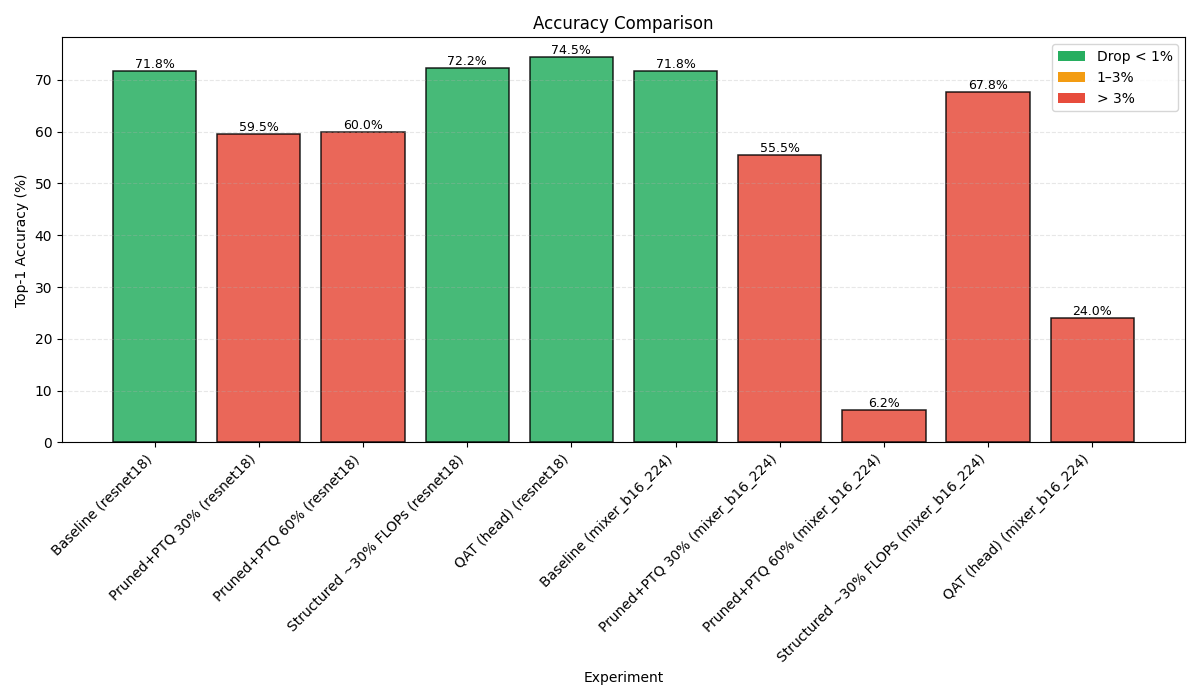 Accuracy Comparison
Drop < 1%
1–3%
> 3%
Top-1 Accuracy (%)
70
60
50
40
30
20
10
0
71.8%
59.5%
60.0%
72.2%
74.5%
71.8%
55.5%
6.2%
67.8%
24.0%
Baseline (resnet18)
Pruned+PTQ 30% (resnet18)
Pruned+PTQ 60% (resnet18)
Structured ~30% FLOPs (resnet18)
QAT (head) (resnet18)
Baseline (mixer_b16_224)
Pruned+PTQ 30% (mixer_b16_224)
Pruned+PTQ 60% (mixer_b16_224)
Structured ~30% FLOPs (mixer_b16_224)
QAT (head) (mixer_b16_224)
Experiment